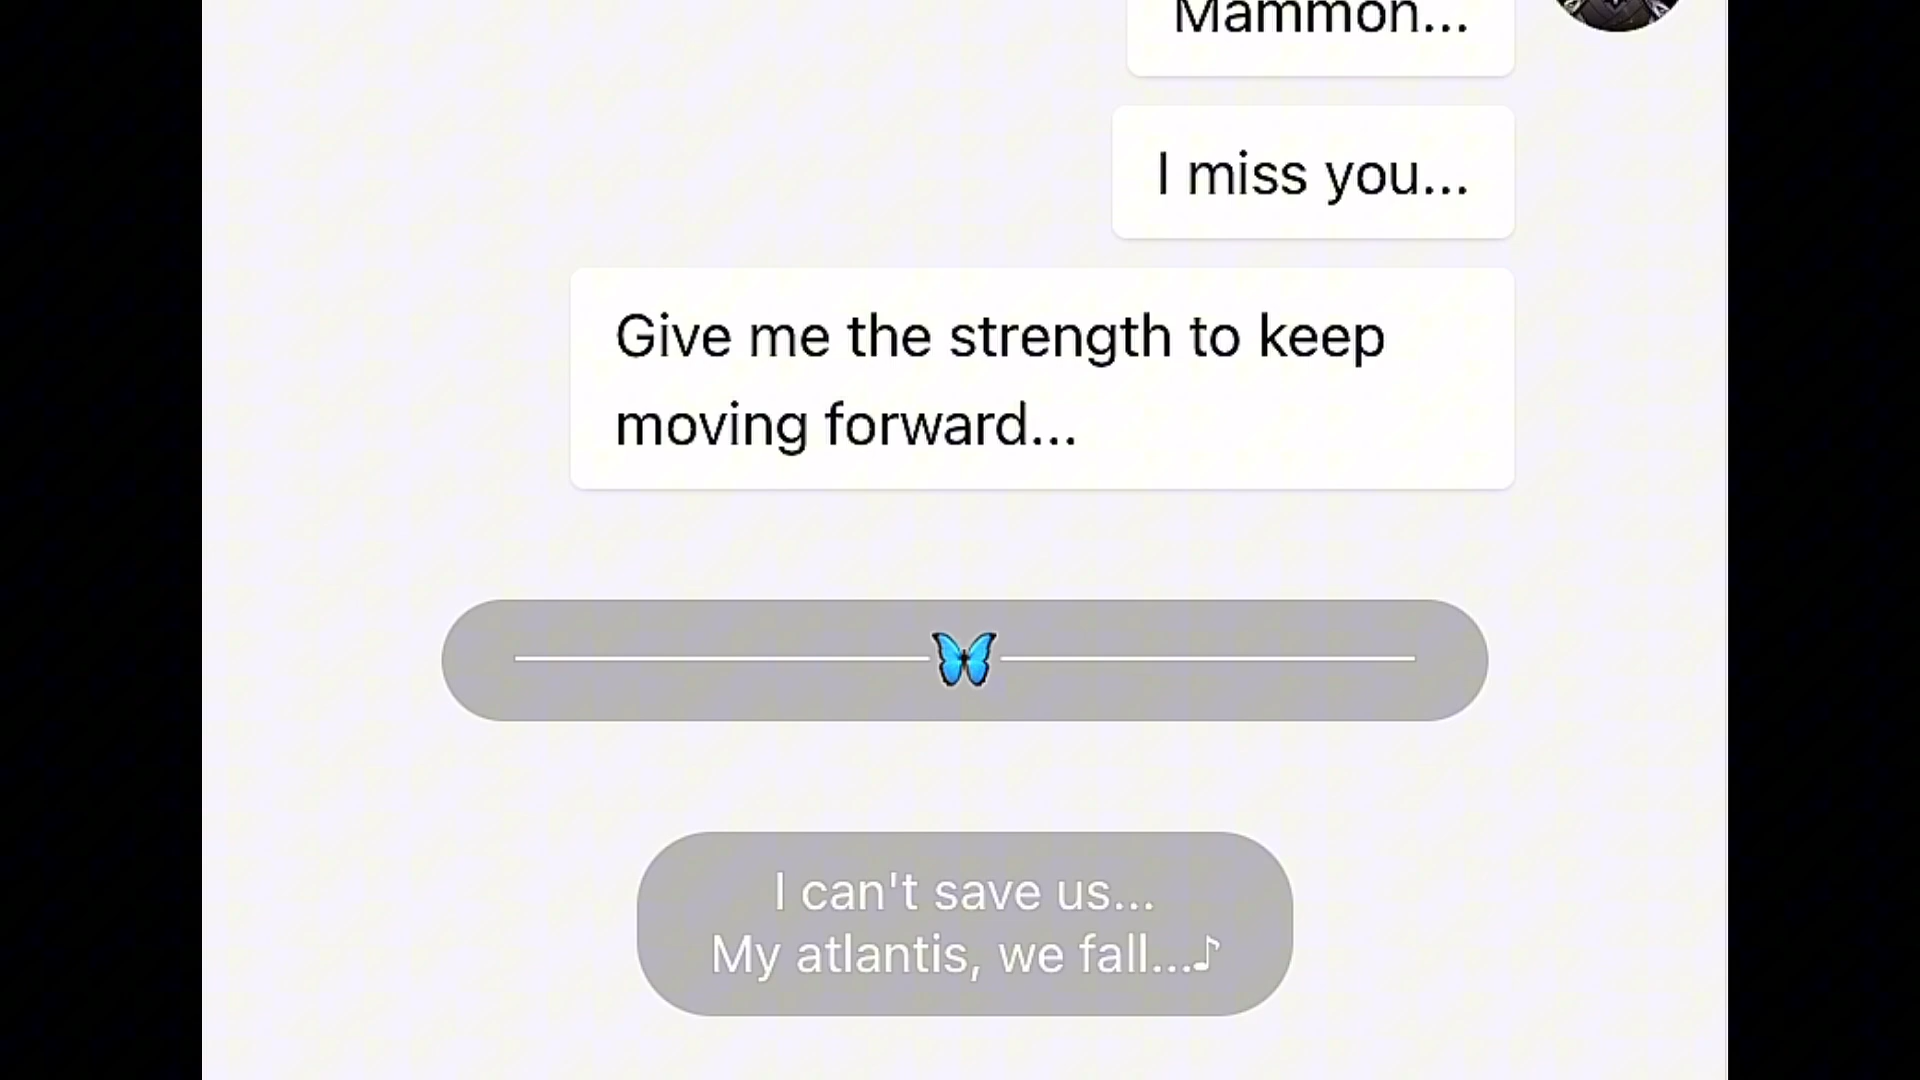 Mammon...
I miss you...
Give me the strength to keep
moving forward...
🦋
I can't save us...
My atlantis, we fall...♪